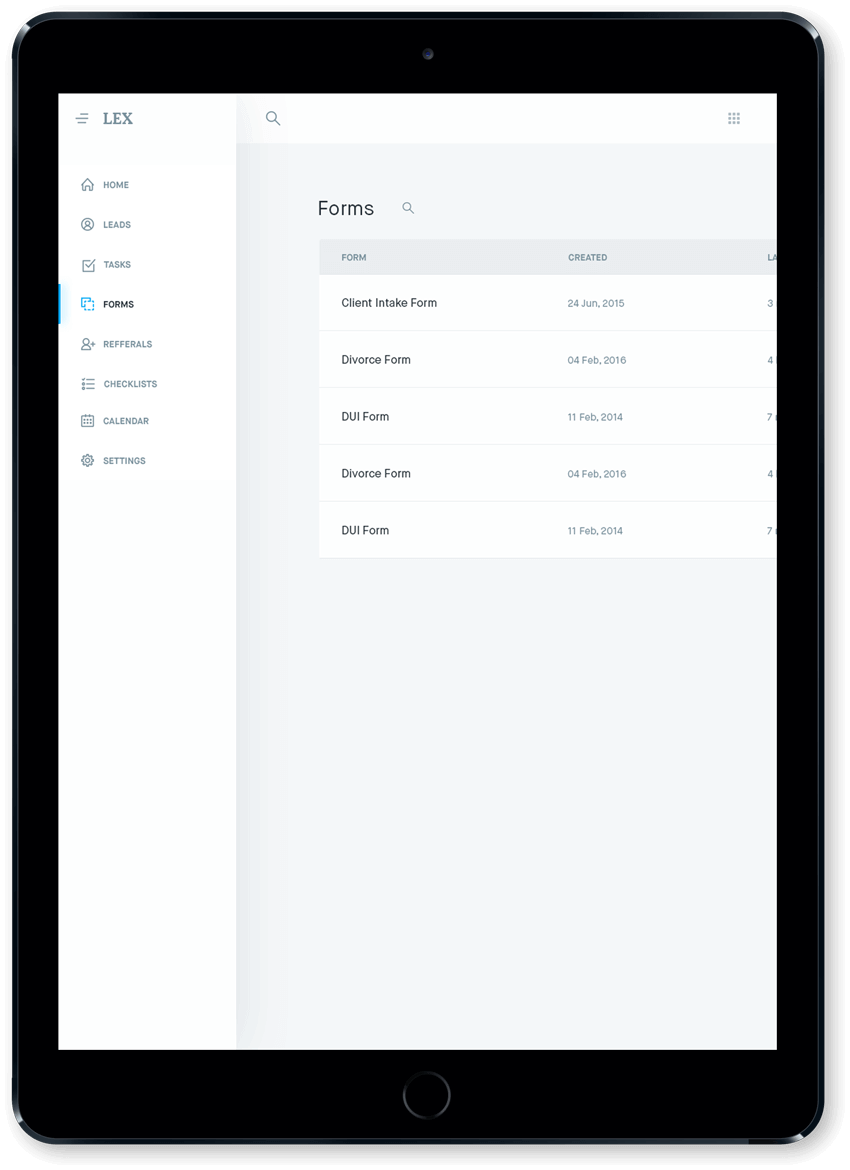 LEX
HOME
LEADS
TASKS
FORMS
REFFERALS
CHECKLISTS
CALENDAR
SETTINGS
Forms
FORM CREATED
Client Intake Form 24 Jun, 2015 3
Divorce Form 04 Feb, 2016 4
DUI Form 11 Feb, 2014 7
Divorce Form 04 Feb, 2016 4
DUI Form 11 Feb, 2014 7